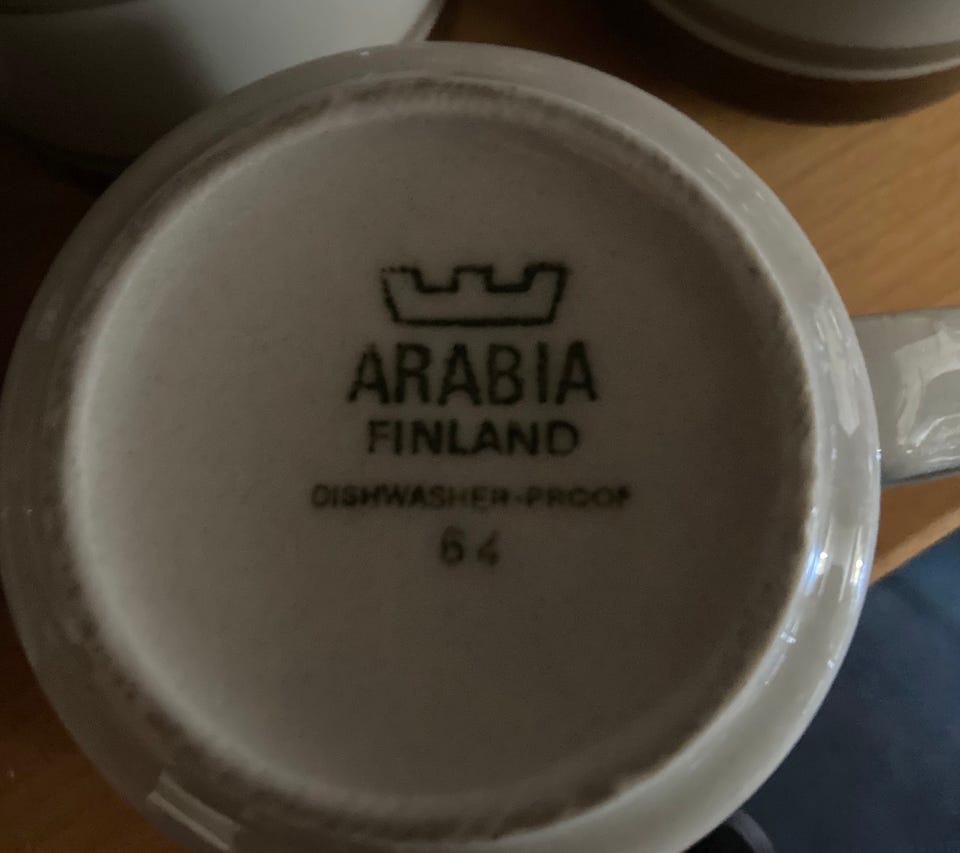 ARABIA
FINLAND
DISHWASHER-PROOF
64